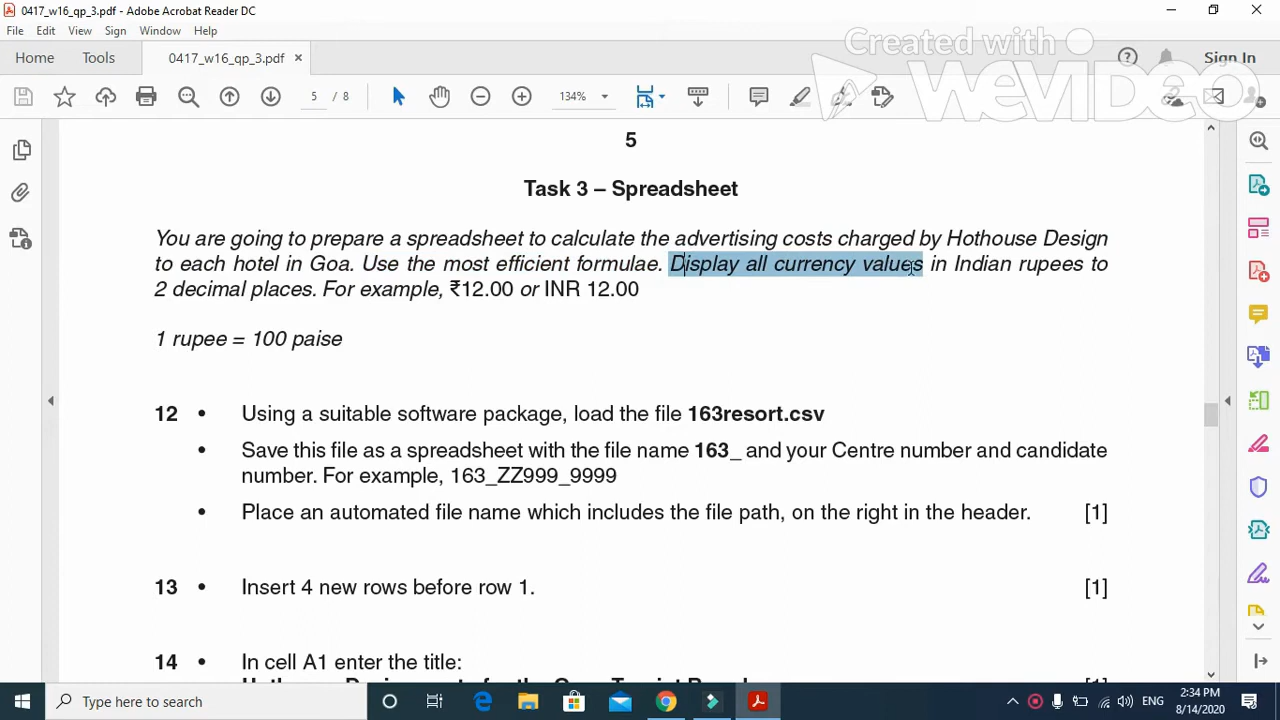 0417_w16_qp_3.pdf - Adobe Acrobat Reader DC
File Edit View Sign Window Help
Home Tools 0417_w16_qp_3.pdf × Sign In
Created with
WeVideo
5 / 8 134%
5
Task 3 – Spreadsheet
You are going to prepare a spreadsheet to calculate the advertising costs charged by Hothouse Design
to each hotel in Goa. Use the most efficient formulae. Display all currency values in Indian rupees to
2 decimal places. For example, ₹12.00 or INR 12.00
1 rupee = 100 paise
12 • Using a suitable software package, load the file 163resort.csv
• Save this file as a spreadsheet with the file name 163_ and your Centre number and candidate
number. For example, 163_ZZ999_9999
• Place an automated file name which includes the file path, on the right in the header. [1]
13 • Insert 4 new rows before row 1. [1]
14 • In cell A1 enter the title:
Type here to search
ENG
2:34 PM
8/14/2020